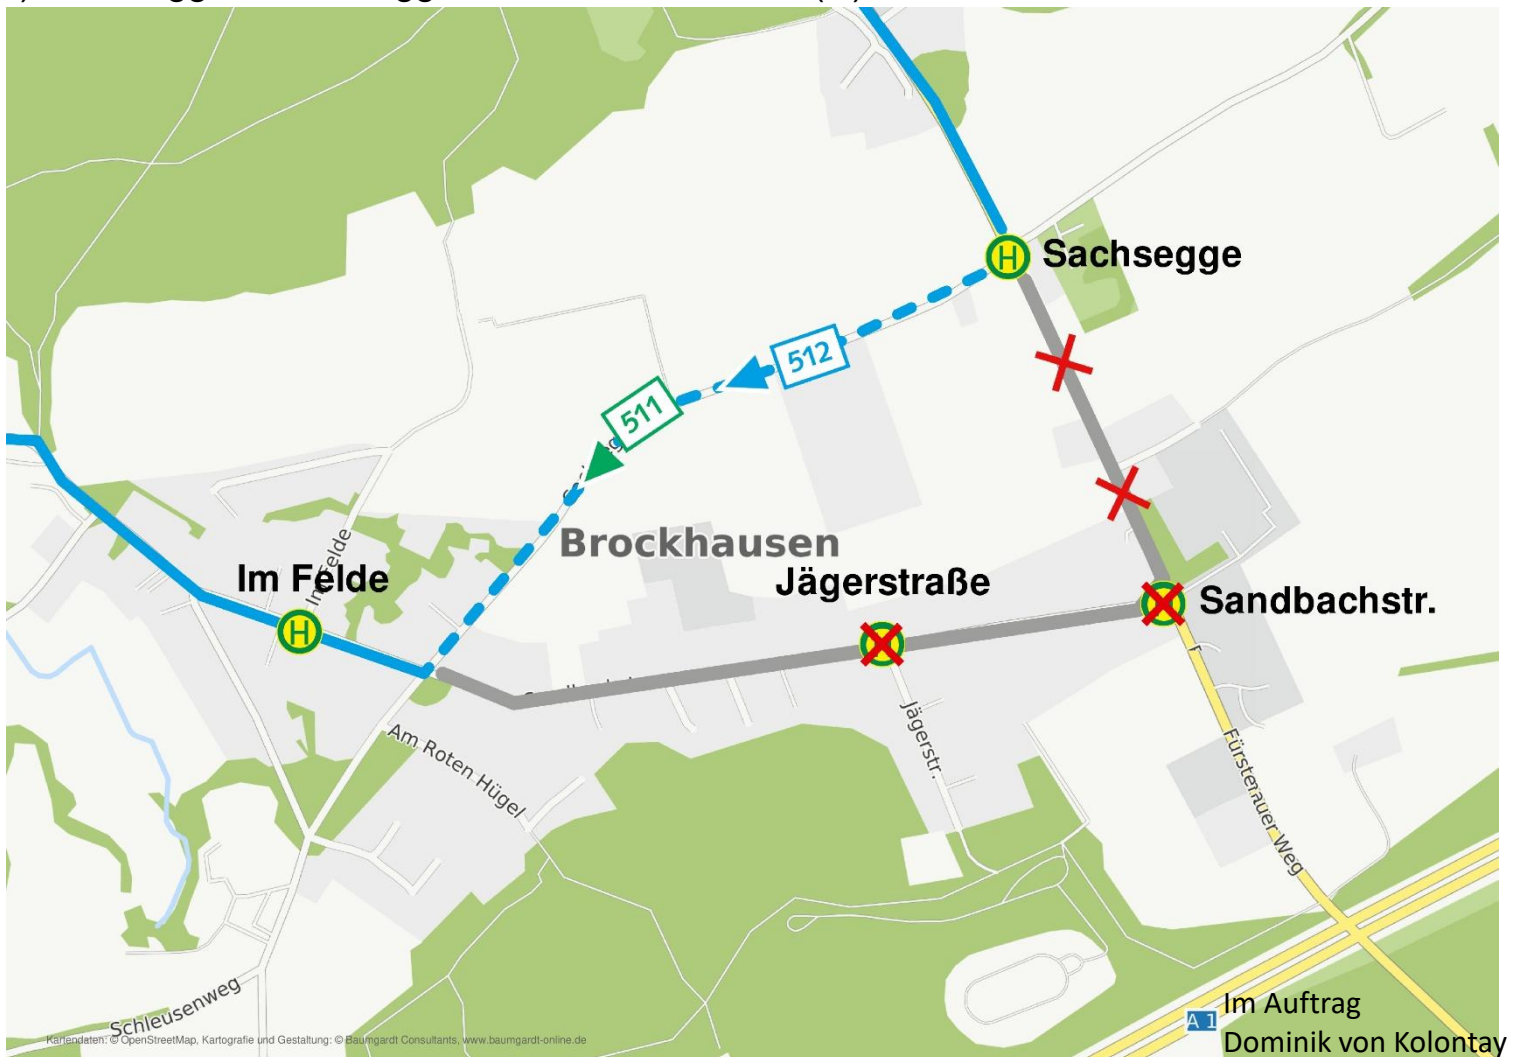 Sachsegge
512
511
Brockhausen
Im Felde
Im Felde
Jägerstraße
Sandbachstr.
H
H
Am Roten Hügel
Jägerstr.
Fürstenauer Weg
Schleusenweg
A 1
Im Auftrag
Dominik von Kolontay
Kartendaten: © OpenStreetMap, Kartografie und Gestaltung: © Baumgardt Consultants, www.baumgardt-online.de